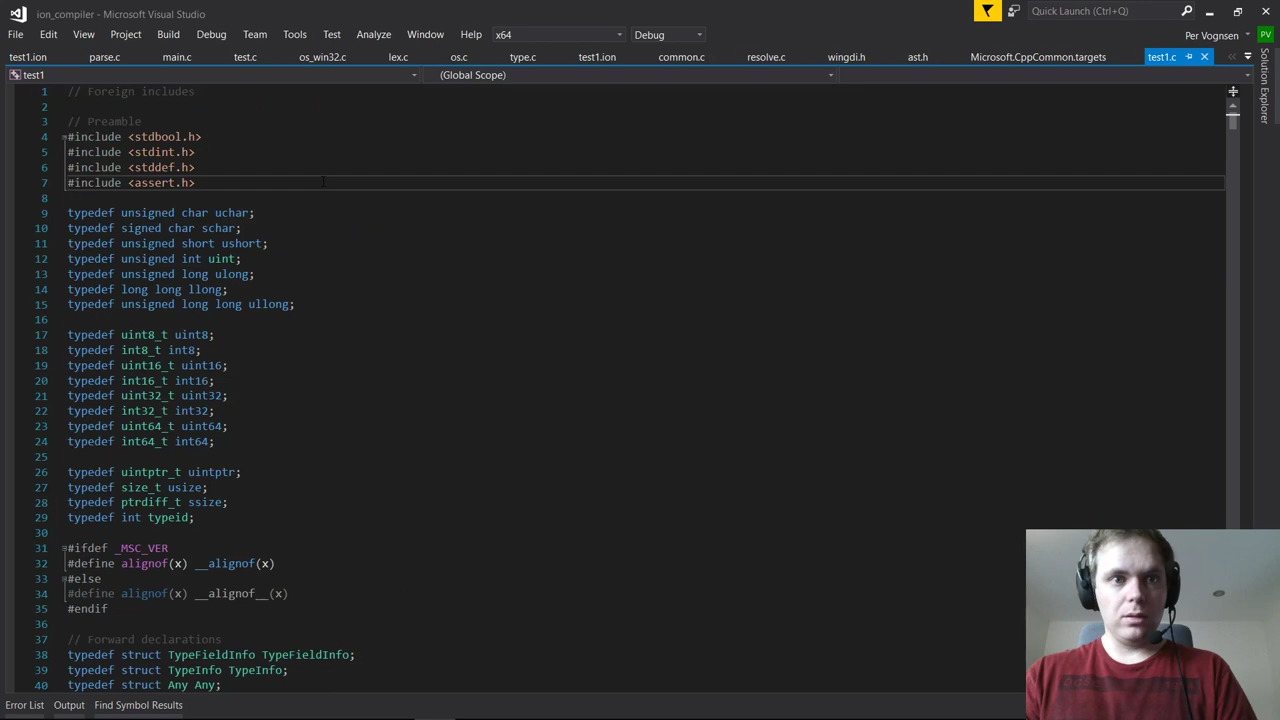 ion_compiler - Microsoft Visual Studio
Quick Launch (Ctrl+Q)
File Edit View Project Build Debug Team Tools Test Analyze Window Help x64 Debug Per Vognsen PV
test1.ion parse.c main.c test.c os_win32.c lex.c os.c type.c test1.ion common.c resolve.c wingdi.h ast.h Microsoft.CppCommon.targets test1.c
test1 (Global Scope)
Solution Explorer
1 // Foreign includes
2
3 // Preamble
4 #include <stdbool.h>
5 #include <stdint.h>
6 #include <stddef.h>
7 #include <assert.h>
8
9 typedef unsigned char uchar;
10 typedef signed char schar;
11 typedef unsigned short ushort;
12 typedef unsigned int uint;
13 typedef unsigned long ulong;
14 typedef long long llong;
15 typedef unsigned long long ullong;
16
17 typedef uint8_t uint8;
18 typedef int8_t int8;
19 typedef uint16_t uint16;
20 typedef int16_t int16;
21 typedef uint32_t uint32;
22 typedef int32_t int32;
23 typedef uint64_t uint64;
24 typedef int64_t int64;
25
26 typedef uintptr_t uintptr;
27 typedef size_t usize;
28 typedef ptrdiff_t ssize;
29 typedef int typeid;
30
31 #ifdef _MSC_VER
32 #define alignof(x) __alignof(x)
33 #else
34 #define alignof(x) __alignof__(x)
35 #endif
36
37 // Forward declarations
38 typedef struct TypeFieldInfo TypeFieldInfo;
39 typedef struct TypeInfo TypeInfo;
40 typedef struct Any Any;
Error List Output Find Symbol Results